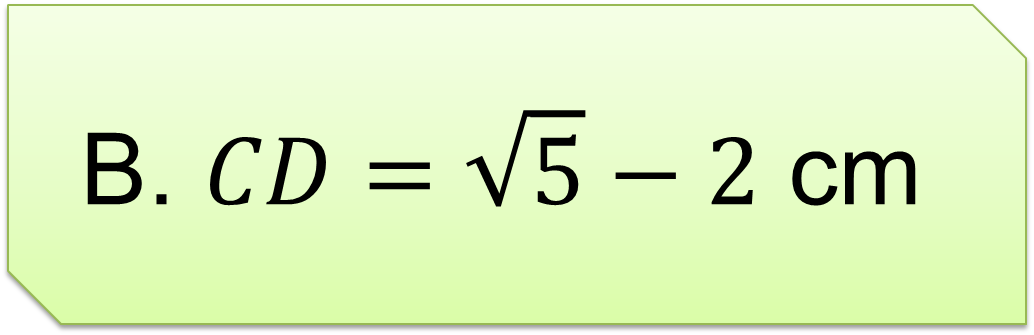 B. CD = √5 − 2 cm